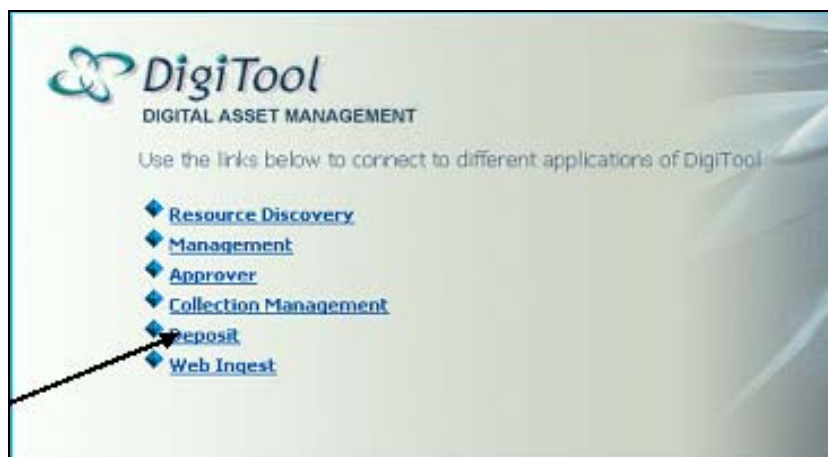 DigiTool
DIGITAL ASSET MANAGEMENT
Use the links below to connect to different applications of DigiTool
Resource Discovery
Management
Approver
Collection Management
Deposit
Web Ingest